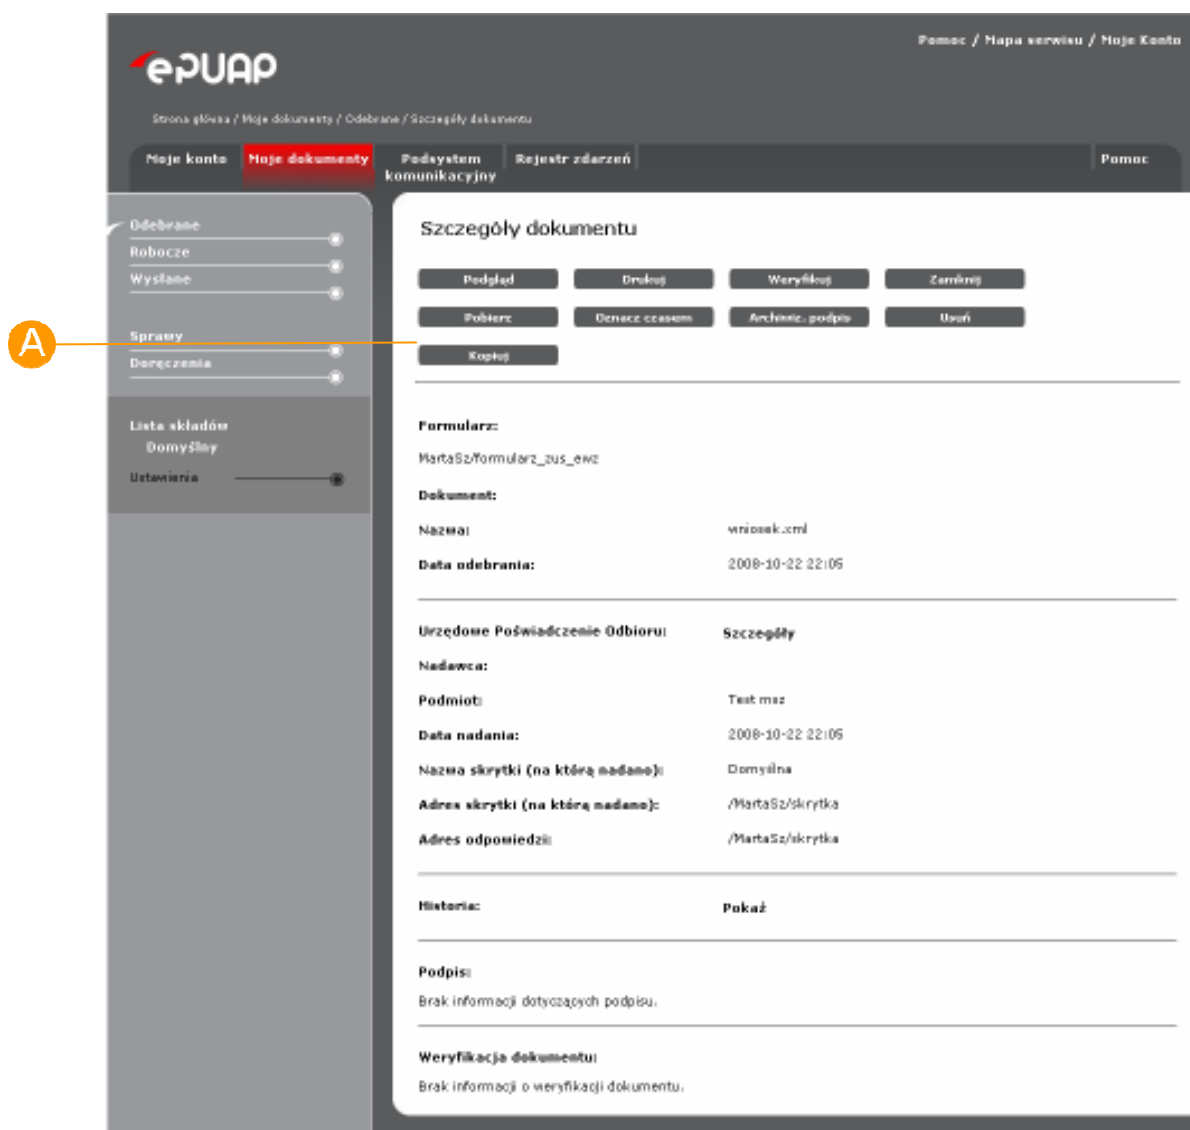 Pomoc / Mapa serwisu / Moje Konto
ePUAP
Strona główna / Moje dokumenty / Odebrane / Szczegóły dokumentu
Moje konto
Moje dokumenty
Podsystem komunikacyjny
Rejestr zdarzeń
Pomoc
Odebrane
Robocze
Wysłane
Sprawy
Doręczenia
Lista składów
Domyślny
Ustawienia
A
Szczegóły dokumentu
Podgląd Drukuj Weryfikuj Zamknij
Pobierz Oznacz czasem Archiwiz. podpis Usuń
Kopiuj
Formularz:
MartaSz/formularz_zus_ewz
Dokument:
Nazwa: wniosek.xml
Data odebrania: 2008-10-22 22:05
Urzędowe Poświadczenie Odbioru: Szczegóły
Nadawca:
Podmiot: Test msz
Data nadania: 2008-10-22 22:05
Nazwa skrytki (na którą nadano): Domyślna
Adres skrytki (na którą nadano): /MartaSz/skrytka
Adres odpowiedzi: /MartaSz/skrytka
Historia: Pokaż
Podpis:
Brak informacji dotyczących podpisu.
Weryfikacja dokumentu:
Brak informacji o weryfikacji dokumentu.